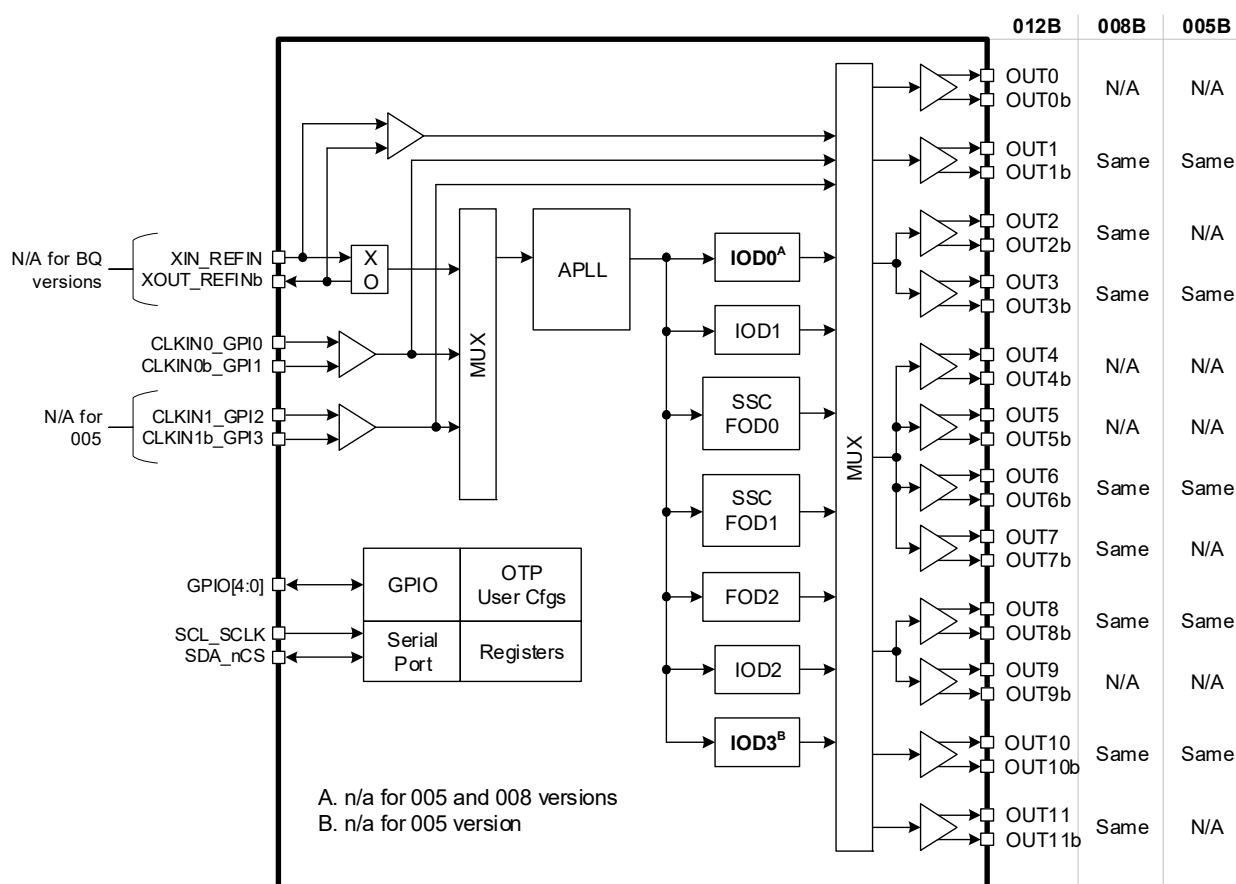 012B 008B 005B
OUT0
OUT0b
N/A N/A
OUT1
OUT1b
Same Same
OUT2
OUT2b
Same N/A
OUT3
OUT3b
Same Same
OUT4
OUT4b
N/A N/A
OUT5
OUT5b
N/A N/A
OUT6
OUT6b
Same Same
OUT7
OUT7b
Same N/A
OUT8
OUT8b
Same Same
OUT9
OUT9b
N/A N/A
OUT10
OUT10b
Same Same
OUT11
OUT11b
Same N/A
N/A for BQ
versions
XIN_REFIN
XOUT_REFINb
X
O
CLKIN0_GPI0
CLKIN0b_GPI1
N/A for
005
CLKIN1_GPI2
CLKIN1b_GPI3
MUX
APLL
IOD0A
IOD1
SSC
FOD0
SSC
FOD1
FOD2
IOD2
IOD3B
MUX
GPIO[4:0]
SCL_SCLK
SDA_nCS
GPIO
OTP
User Cfgs
Serial
Port
Registers
A. n/a for 005 and 008 versions
B. n/a for 005 version